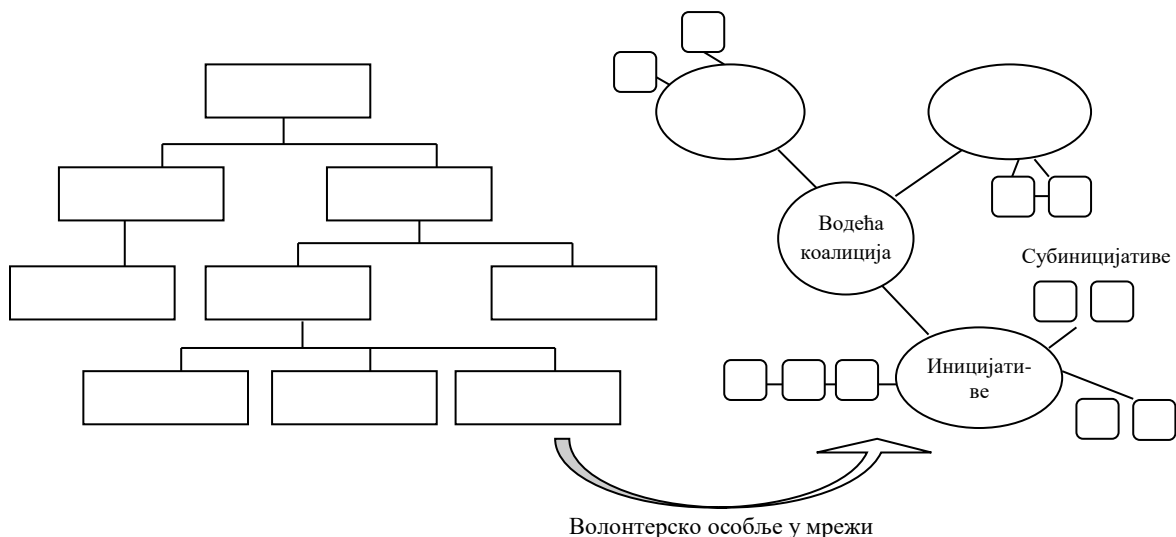 Водећа
коалиција
Субиницијативе
Иницијати-
ве
Волонтерско особље у мрежи